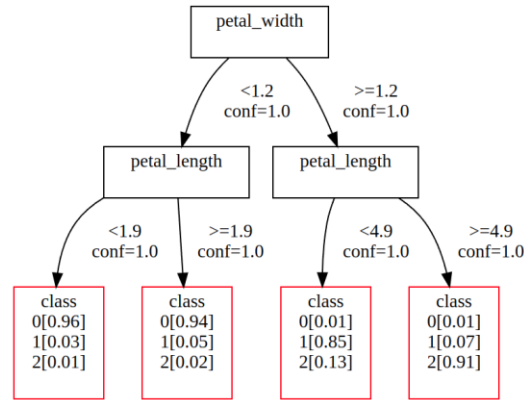 petal_width
<1.2
conf=1.0
>=1.2
conf=1.0
petal_length
petal_length
<1.9
conf=1.0
>=1.9
conf=1.0
<4.9
conf=1.0
>=4.9
conf=1.0
class
0[0.96]
1[0.03]
2[0.01]
class
0[0.94]
1[0.05]
2[0.02]
class
0[0.01]
1[0.85]
2[0.13]
class
0[0.01]
1[0.07]
2[0.91]